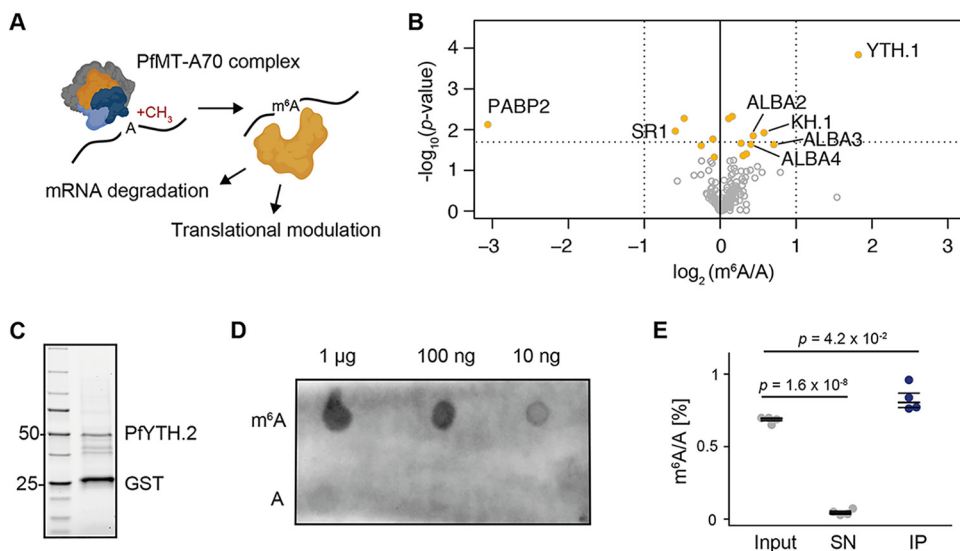 A
PfMT-A70 complex
+CH₃
A
m⁶A
mRNA degradation
Translational modulation
B
-log₁₀(p-value)
4
3
2
1
0
PABP2
SR1
YTH.1
ALBA2
KH.1
ALBA3
ALBA4
−3
−2
−1
0
1
2
3
log₂ (m⁶A/A)
C
50-
PfYTH.2
25-
GST
D
1 µg 100 ng 10 ng
m⁶A
A
E
p = 4.2 x 10⁻²
p = 1.6 x 10⁻⁸
m⁶A/A [%]
1
0.5
0
Input SN IP